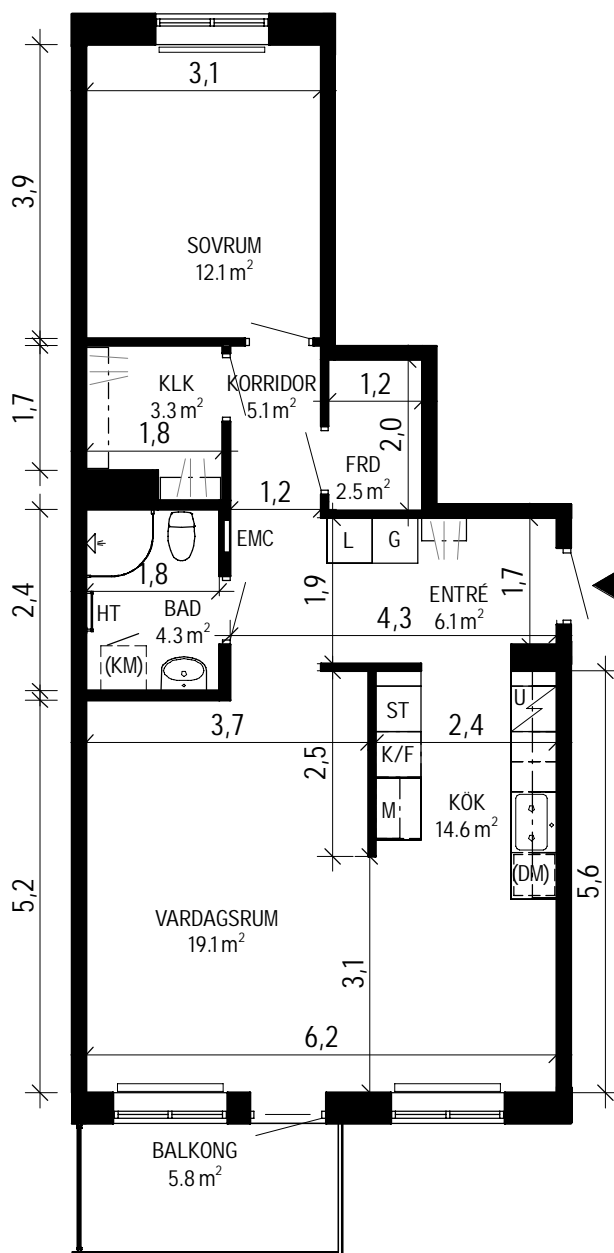 3,1
3,9
SOVRUM
12.1 m²
KLK
3.3 m²
KORRIDOR
5.1 m²
1,7
1,8
1,2
2,0
FRD
2.5 m²
1,2
EMC
L
G
2,4
1,8
HT
BAD
4.3 m²
(KM)
1,9
ENTRÉ
6.1 m²
1,7
4,3
3,7
2,5
ST
K/F
M
2,4
U
KÖK
14.6 m²
(DM)
5,2
5,6
VARDAGSRUM
19.1 m²
3,1
6,2
BALKONG
5.8 m²